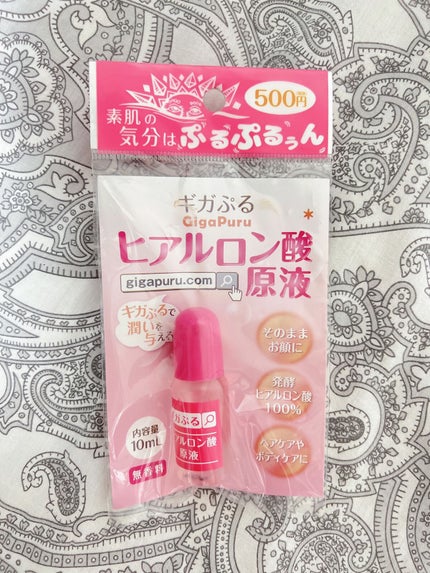 500円
素肌の
気分はぷるぷるぅん
ギガぷる
GigaPuru
*
ヒアルロン酸
gigapuru.com
原液
ギガぷるで
潤いを
与える
そのまま
お顔に
発酵
ヒアルロン酸
100%
ヘアケアや
ボディケアに
内容量
10mL
無香料
ギガぷる
ヒアルロン酸
原液